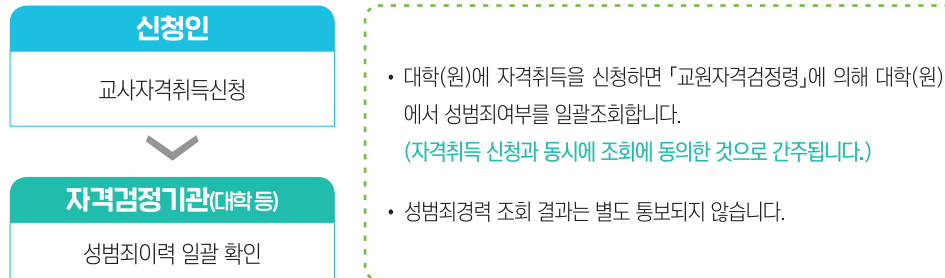 신청인
교사자격취득신청
자격검정기관(대학 등)
성범죄이력 일괄 확인
• 대학(원)에 자격취득을 신청하면 「교원자격검정령」에 의해 대학(원)
에서 성범죄여부를 일괄조회합니다.
(자격취득 신청과 동시에 조회에 동의한 것으로 간주됩니다.)
• 성범죄경력 조회 결과는 별도 통보되지 않습니다.